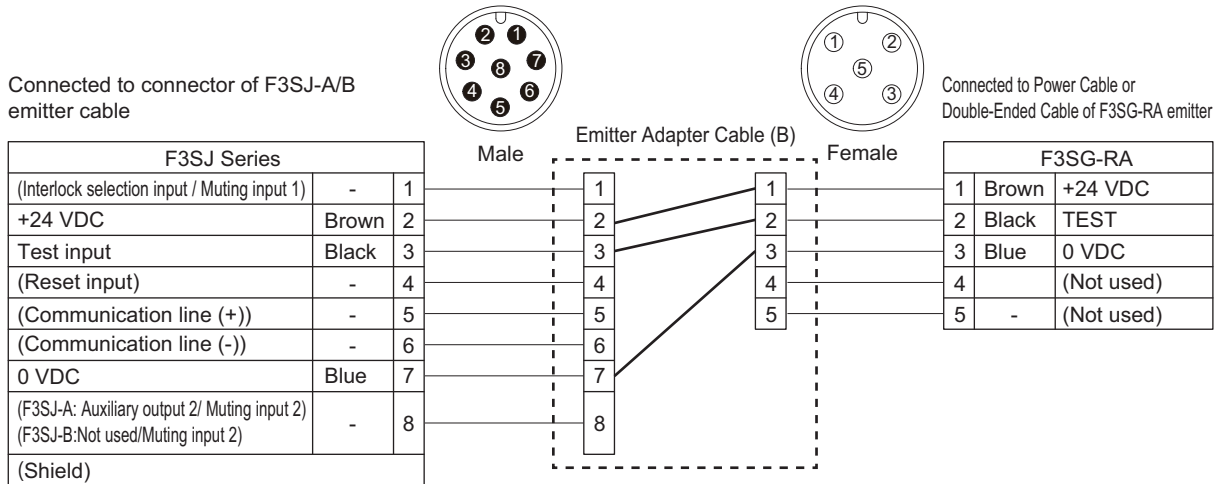 2 1
3 8 7
4 6
5
1 2
5
4 3
Connected to connector of F3SJ-A/B
emitter cable
Connected to Power Cable or
Double-Ended Cable of F3SG-RA emitter
Male
Emitter Adapter Cable (B)
Female
F3SJ Series
F3SG-RA
(Interlock selection input / Muting input 1) - 1 1 1 1 Brown +24 VDC
+24 VDC Brown 2 2 2 2 Black TEST
Test input Black 3 3 3 3 Blue 0 VDC
(Reset input) - 4 4 4 4 (Not used)
(Communication line (+)) - 5 5 5 5 - (Not used)
(Communication line (-)) - 6 6
0 VDC Blue 7 7
(F3SJ-A: Auxiliary output 2/ Muting input 2)
(F3SJ-B:Not used/Muting input 2) - 8 8
(Shield)